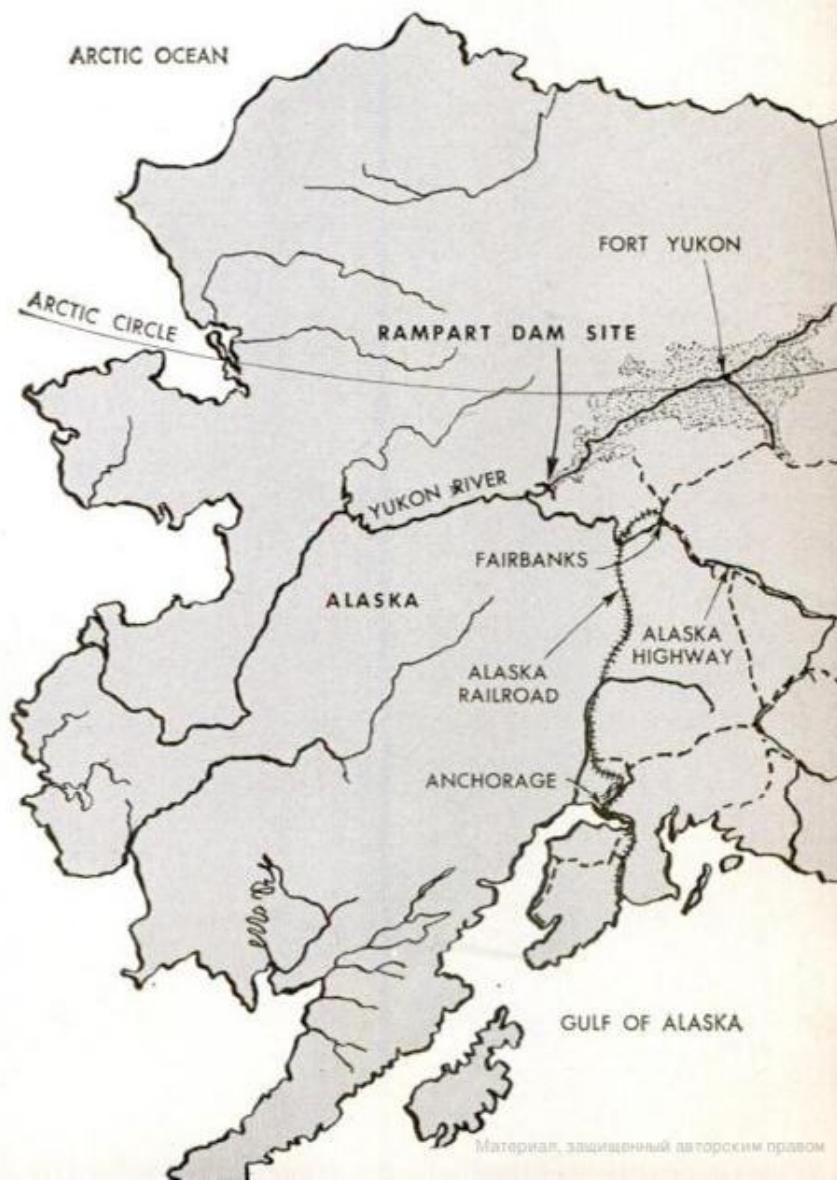 ARCTIC OCEAN
FORT YUKON
ARCTIC CIRCLE
RAMPART DAM SITE
YUKON RIVER
FAIRBANKS
ALASKA
ALASKA
HIGHWAY
ALASKA
RAILROAD
ANCHORAGE
GULF OF ALASKA
Материал, защищенный авторским правом